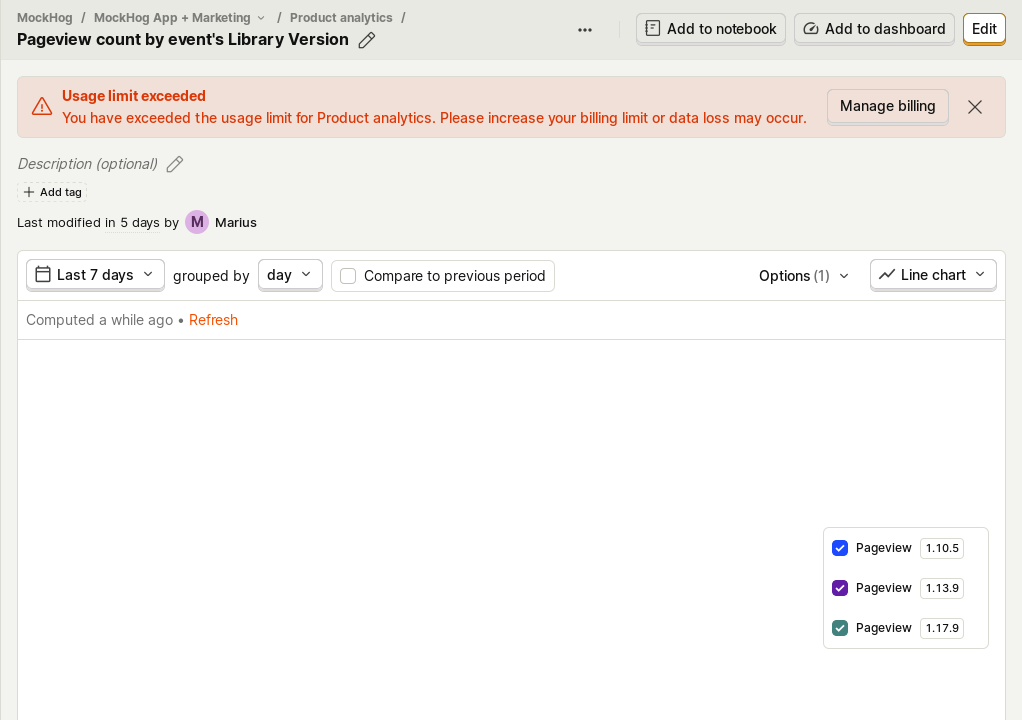 MockHog / MockHog App + Marketing / Product analytics /
Pageview count by event's Library Version
Add to notebook
Add to dashboard
Edit
Usage limit exceeded
You have exceeded the usage limit for Product analytics. Please increase your billing limit or data loss may occur.
Manage billing
Description (optional)
Add tag
Last modified in 5 days by M Marius
Last 7 days grouped by day Compare to previous period Options (1) Line chart
Computed a while ago • Refresh
Pageview 1.10.5
Pageview 1.13.9
Pageview 1.17.9